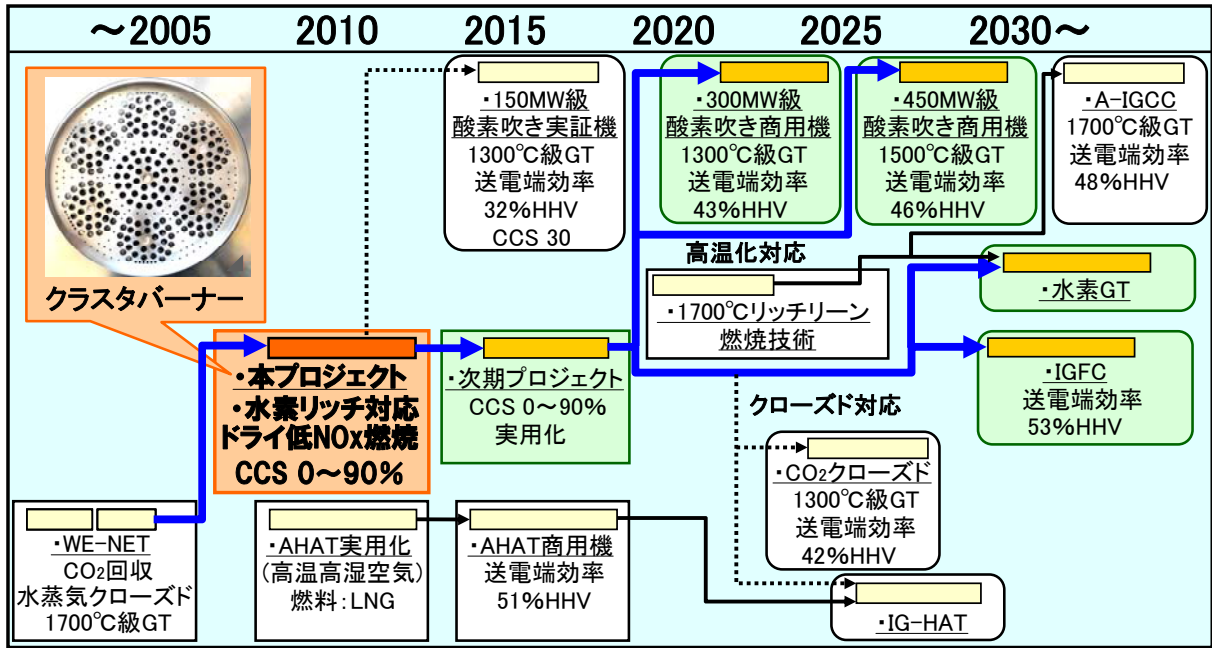 ～2005 2010 2015 2020 2025 2030～
クラスタバーナー
・150MW級
酸素吹き実証機
1300℃級GT
送電端効率
32%HHV
CCS 30
・300MW級
酸素吹き商用機
1300℃級GT
送電端効率
43%HHV
・450MW級
酸素吹き商用機
1500℃級GT
送電端効率
46%HHV
・A-IGCC
1700℃級GT
送電端効率
48%HHV
高温化対応
・1700℃リッチリーン
燃焼技術
・水素GT
・本プロジェクト
・水素リッチ対応
ドライ低NOx燃焼
CCS 0～90%
・次期プロジェクト
CCS 0～90%
実用化
・IGFC
送電端効率
53%HHV
クローズド対応
・CO₂クローズド
1300℃級GT
送電端効率
42%HHV
・WE-NET
CO₂回収
水蒸気クローズド
1700℃級GT
・AHAT実用化
(高温高湿空気)
燃料：LNG
・AHAT商用機
送電端効率
51%HHV
・IG-HAT